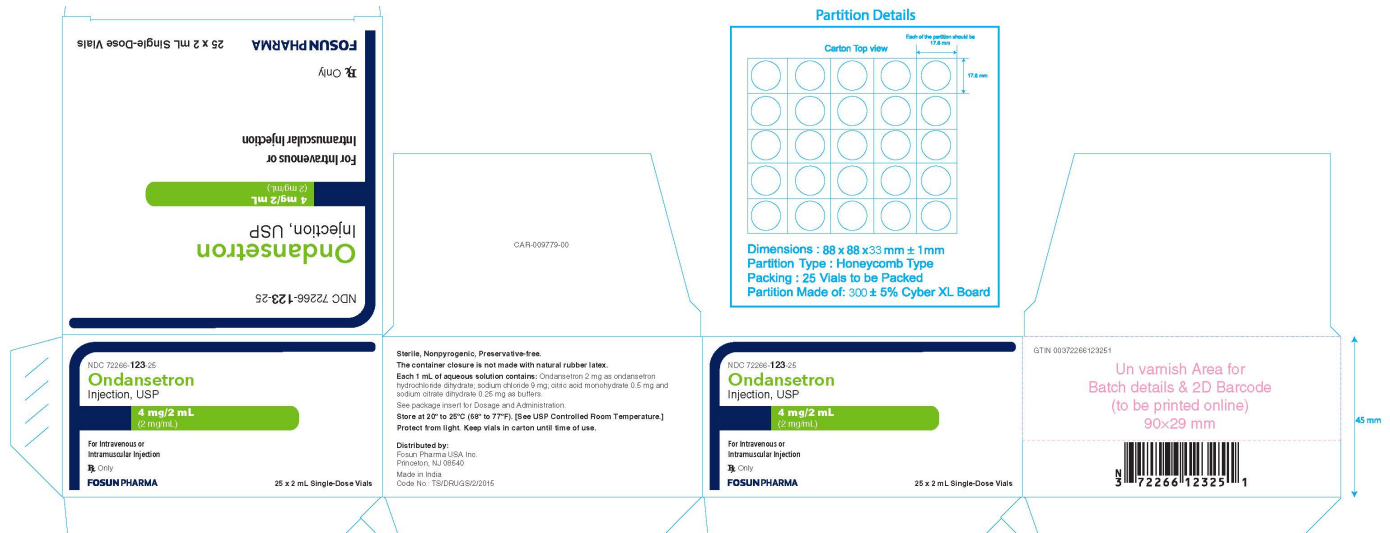 Partition Details
Each of the partition should be
17.6 mm
Carton Top view
17.6 mm
Dimensions : 88 x 88 x 33 mm ± 1mm
Partition Type : Honeycomb Type
Packing : 25 Vials to be Packed
Partition Made of: 300 ± 5% Cyber XL Board
NDC 72266-123-25
Ondansetron
Injection, USP
4 mg/2 mL
(2 mg/mL)
For Intravenous or
Intramuscular Injection
Rx Only
FOSUN PHARMA
25 x 2 mL Single-Dose Vials
CAR-009779-00
NDC 72266-123-25
Ondansetron
Injection, USP
4 mg/2 mL
(2 mg/mL)
For Intravenous or
Intramuscular Injection
Rx Only
FOSUN PHARMA
25 x 2 mL Single-Dose Vials
Sterile, Nonpyrogenic, Preservative-free.
The container closure is not made with natural rubber latex.
Each 1 mL of aqueous solution contains: Ondansetron 2 mg as ondansetron
hydrochloride dihydrate; sodium chloride 9 mg; citric acid monohydrate 0.5 mg and
sodium citrate dihydrate 0.25 mg as buffers.
See package insert for Dosage and Administration.
Store at 20° to 25°C (68° to 77°F). [See USP Controlled Room Temperature.]
Protect from light. Keep vials in carton until time of use.
Distributed by:
Fosun Pharma USA Inc.
Princeton, NJ 08540
Made in India
Code No.: TS/DRUGS/2/2015
NDC 72266-123-25
Ondansetron
Injection, USP
4 mg/2 mL
(2 mg/mL)
For Intravenous or
Intramuscular Injection
Rx Only
FOSUN PHARMA
25 x 2 mL Single-Dose Vials
GTIN 00372266123251
Un varnish Area for
Batch details & 2D Barcode
(to be printed online)
90×29 mm
N
3 72266 12325 1
45 mm